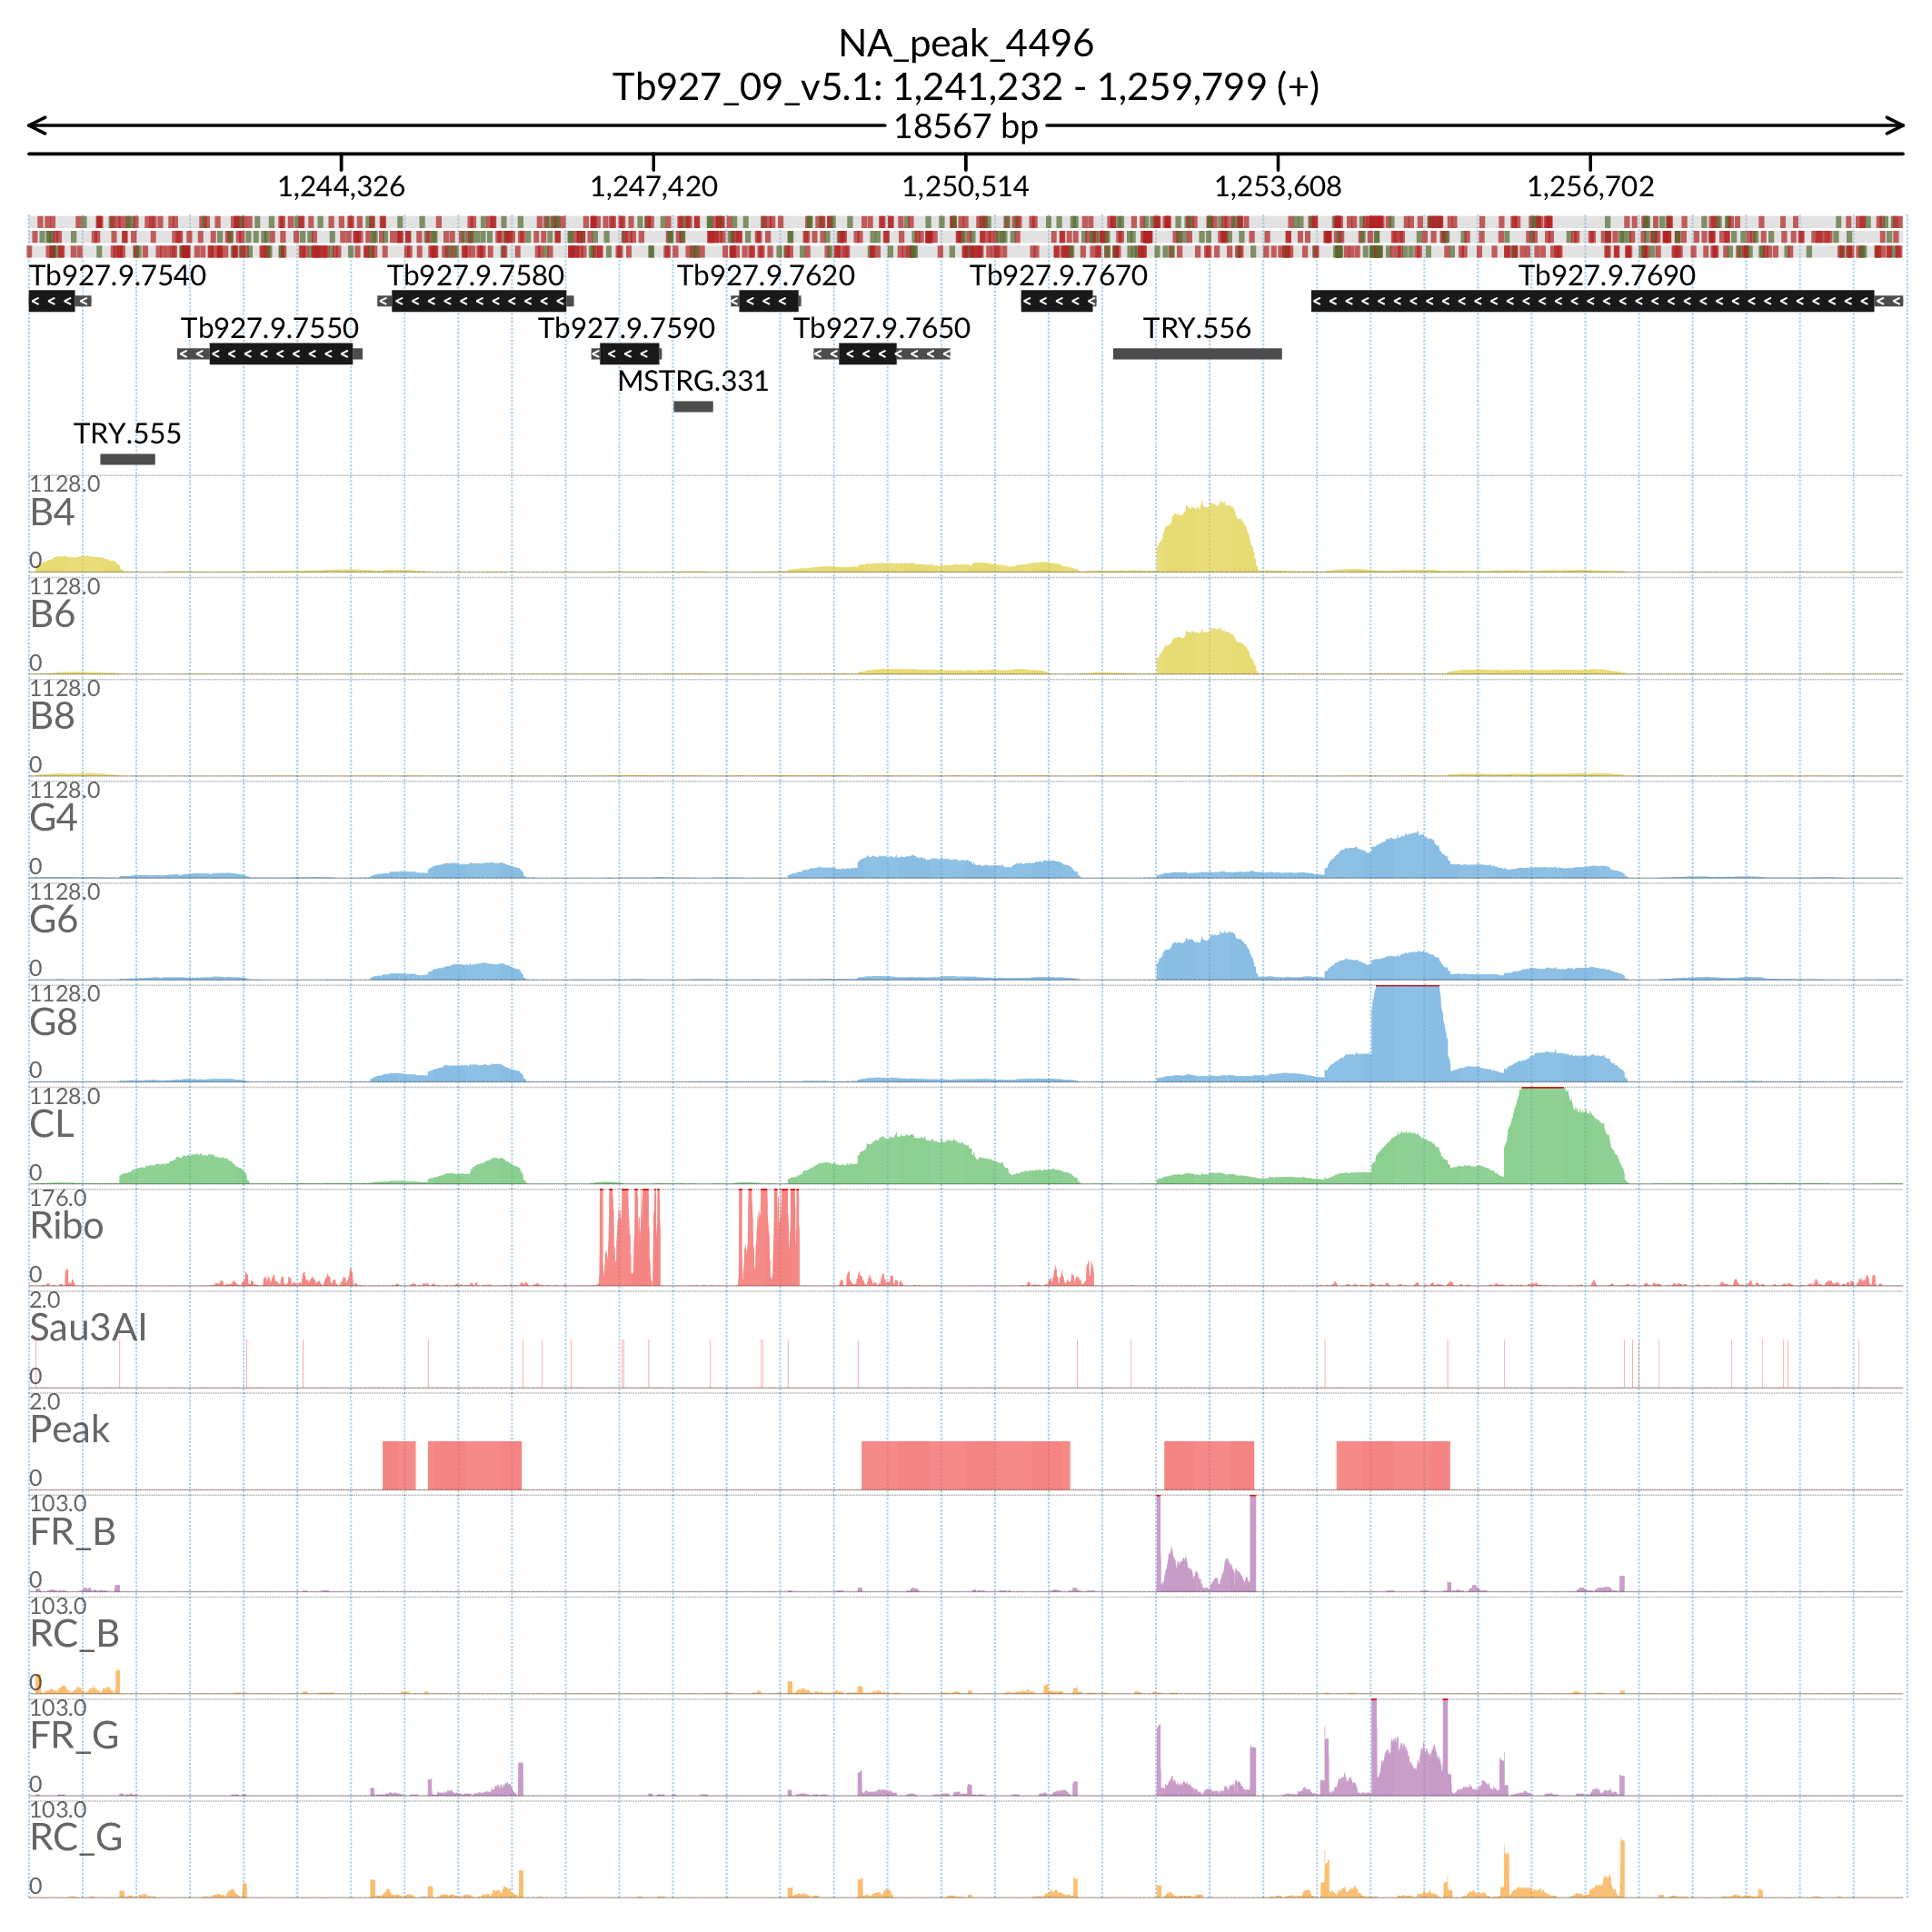 NA_peak_4496
Tb927_09_v5.1: 1,241,232 - 1,259,799 (+)
18567 bp
1,244,326 1,247,420 1,250,514 1,253,608 1,256,702
Tb927.9.7540 Tb927.9.7580 Tb927.9.7620 Tb927.9.7670 Tb927.9.7690
Tb927.9.7550 Tb927.9.7590 Tb927.9.7650 TRY.556
MSTRG.331
TRY.555
1128.0
B4
0
1128.0
B6
0
1128.0
B8
0
1128.0
G4
0
1128.0
G6
0
1128.0
G8
0
1128.0
CL
0
176.0
Ribo
0
2.0
Sau3AI
0
2.0
Peak
0
103.0
FR_B
0
103.0
RC_B
0
103.0
FR_G
0
103.0
RC_G
0